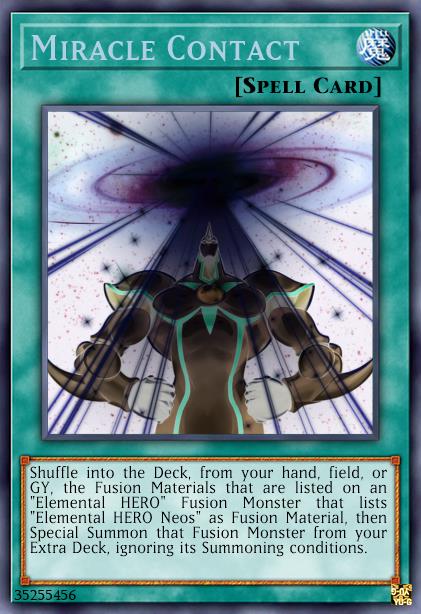 Miracle Contact
魔
[Spell Card]
Shuffle into the Deck, from your hand, field, or
GY, the Fusion Materials that are listed on an
"Elemental HERO" Fusion Monster that lists
"Elemental HERO Neos" as Fusion Material, then
Special Summon that Fusion Monster from your
Extra Deck, ignoring its Summoning conditions.
35255456